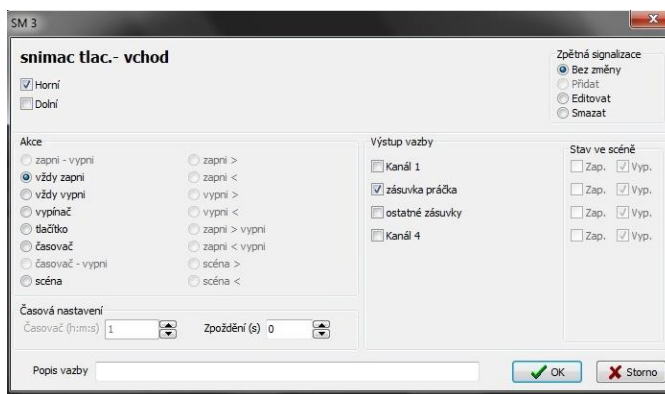 SM 3
snimac tlac.- vchod
Horní
Dolní
Zpětná signalizace
Bez změny
Přidat
Editovat
Smazat
Akce
zapni - vypni
vždy zapni
vždy vypni
vypínač
tlačítko
časovač
časovač - vypni
scéna
zapni >
zapni <
vypni >
vypni <
zapni > vypni
zapni < vypni
scéna >
scéna <
Výstup vazby
Stav ve scéně
Kanál 1 Zap. Vyp.
zásuvka práčka Zap. Vyp.
ostatné zásuvky Zap. Vyp.
Kanál 4 Zap. Vyp.
Časová nastavení
Časovač (h:m:s) 1 Zpoždění (s) 0
Popis vazby
OK Storno